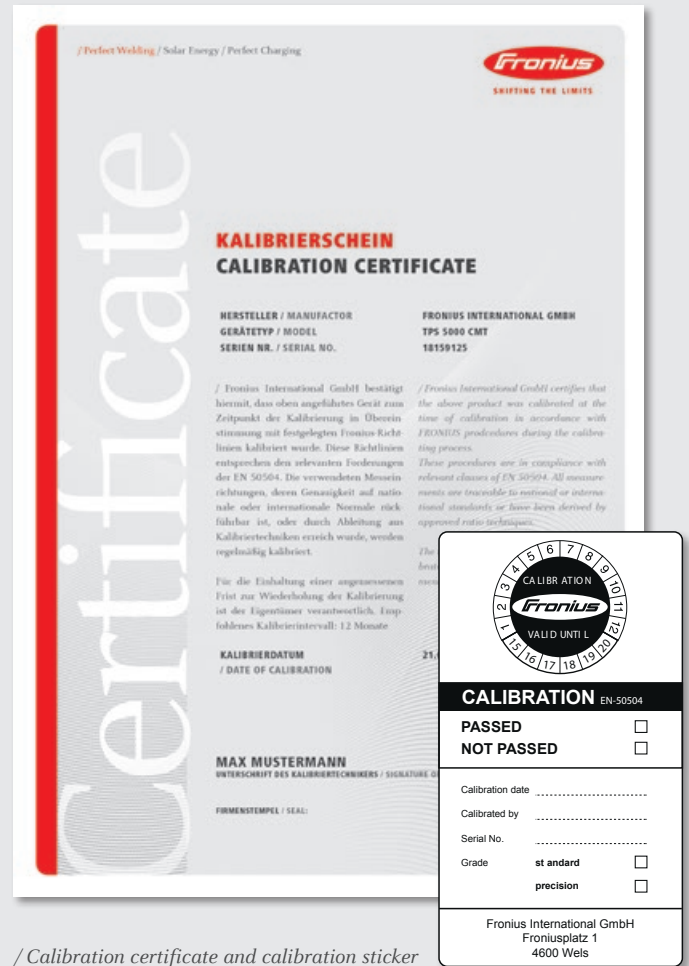 / Perfect Welding / Solar Energy / Perfect Charging
Fronius
SHIFTING THE LIMITS
Certificate
KALIBRIERSCHEIN
CALIBRATION CERTIFICATE
HERSTELLER / MANUFACTOR FRONIUS INTERNATIONAL GMBH
GERÄTETYP / MODEL TPS 5000 CMT
SERIEN NR. / SERIAL NO. 18159125
/ Fronius International GmbH bestätigt
hiermit, dass oben angeführtes Gerät zum
Zeitpunkt der Kalibrierung in Überein-
stimmung mit festgelegten Fronius-Richt-
linien kalibriert wurde. Diese Richtlinien
entsprechen den relevanten Forderungen
der EN 50504. Die verwendeten Messein-
richtungen, deren Genauigkeit auf natio-
nale oder internationale Normale rück-
führbar ist, oder durch Ableitung aus
Kalibriertechniken erreich wurde, werden
regelmäßig kalibriert.
Für die Einhaltung einer angemessenen
Frist zur Wiederholung der Kalibrierung
ist der Eigentümer verantwortlich. Emp-
fohlenes Kalibrierintervall: 12 Monate
/ Fronius International GmbH certifies that
the above product was calibrated at the
time of calibration in accordance with
FRONIUS prodcedures during the calibra-
ting process.
These procedures are in compliance with
relevant clauses of EN 50504. All measure-
ments are traceable to national or interna-
tional standards or have been derived by
approved ratio techniques.
The
KALIBRIERDATUM 21.
/ DATE OF CALIBRATION
MAX MUSTERMANN
UNTERSCHRIFT DES KALIBRIERTECHNIKERS / SIGNATURE
FIRMENSTEMPEL / SEAL:
1 2 3 4 5 6 7 8 9 10 11 12
CALIBR ATION
Fronius
VALID UNTI L
15 16 17 18 19 20
CALIBRATION EN-50504
PASSED
NOT PASSED
Calibration date
Calibrated by
Serial No.
Grade st andard
precision
Fronius International GmbH
Froniusplatz 1
4600 Wels
/ Calibration certificate and calibration sticker